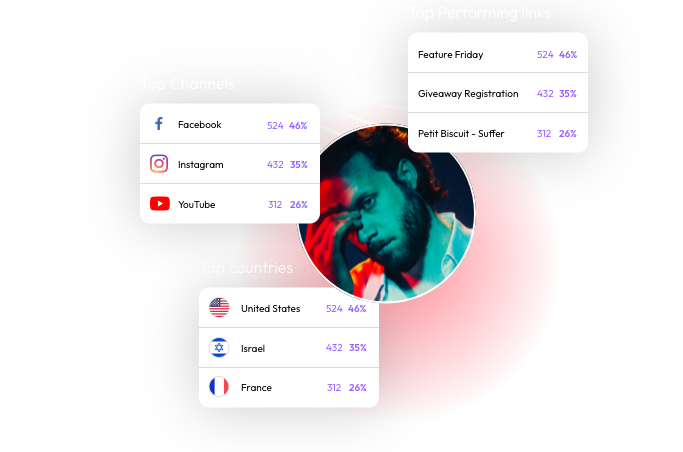 Top Performing links
Feature Friday 524 46%
Giveaway Registration 432 35%
Petit Biscuit - Suffer 312 26%
Top Channels
Facebook 524 46%
Instagram 432 35%
YouTube 312 26%
Top countries
United States 524 46%
Israel 432 35%
France 312 26%